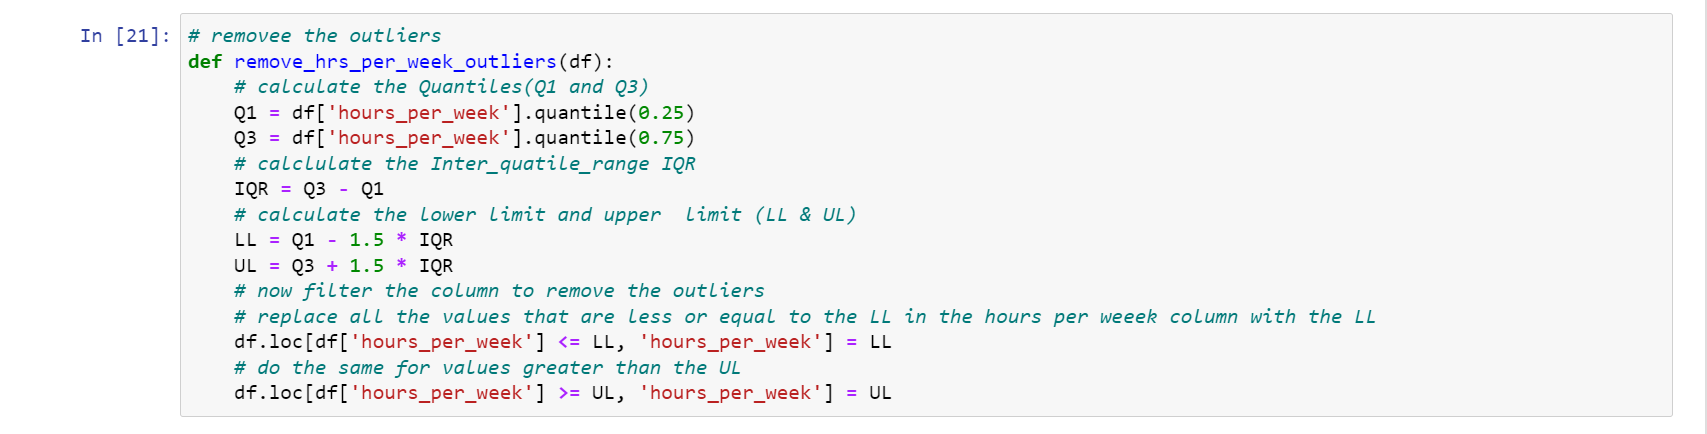 In [21]: # removee the outliers
def remove_hrs_per_week_outliers(df):
    # calculate the Quantiles(Q1 and Q3)
    Q1 = df['hours_per_week'].quantile(0.25)
    Q3 = df['hours_per_week'].quantile(0.75)
    # calclulate the Inter_quatile_range IQR
    IQR = Q3 - Q1
    # calculate the lower limit and upper  limit (LL & UL)
    LL = Q1 - 1.5 * IQR
    UL = Q3 + 1.5 * IQR
    # now filter the column to remove the outliers
    # replace all the values that are less or equal to the LL in the hours per weeek column with the LL
    df.loc[df['hours_per_week'] <= LL, 'hours_per_week'] = LL
    # do the same for values greater than the UL
    df.loc[df['hours_per_week'] >= UL, 'hours_per_week'] = UL